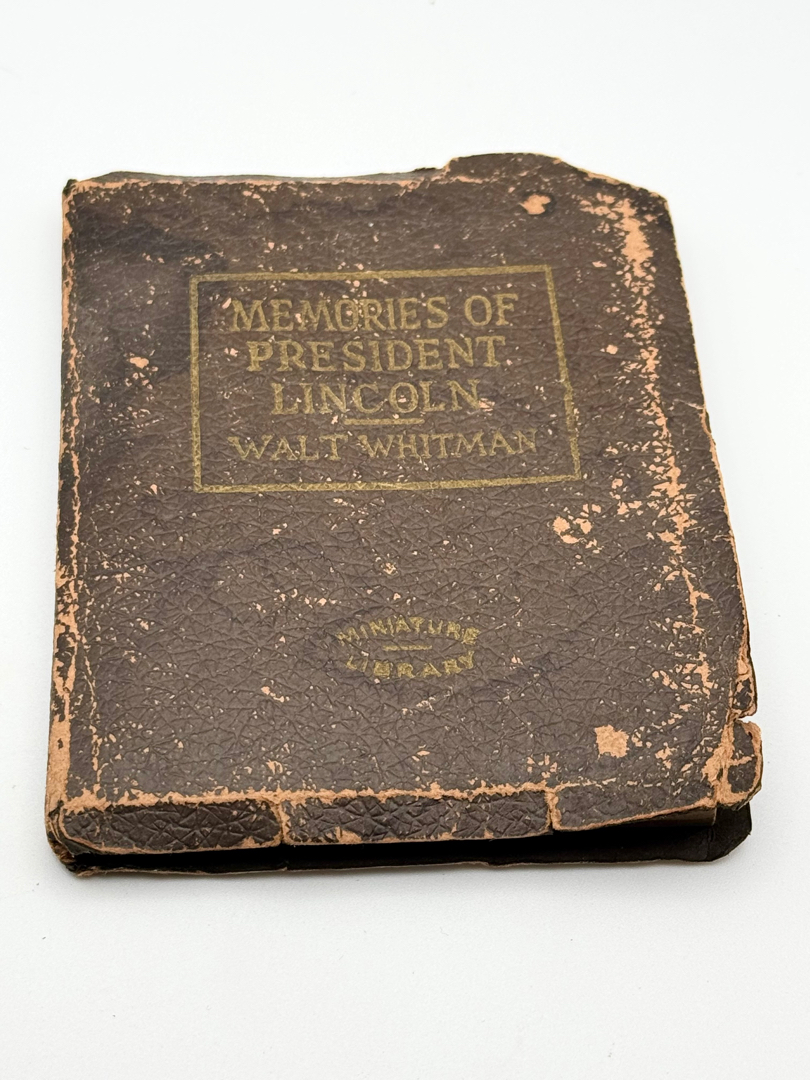 MEMORIES OF
PRESIDENT
LINCOLN
WALT WHITMAN
MINIATURE
LIBRARY